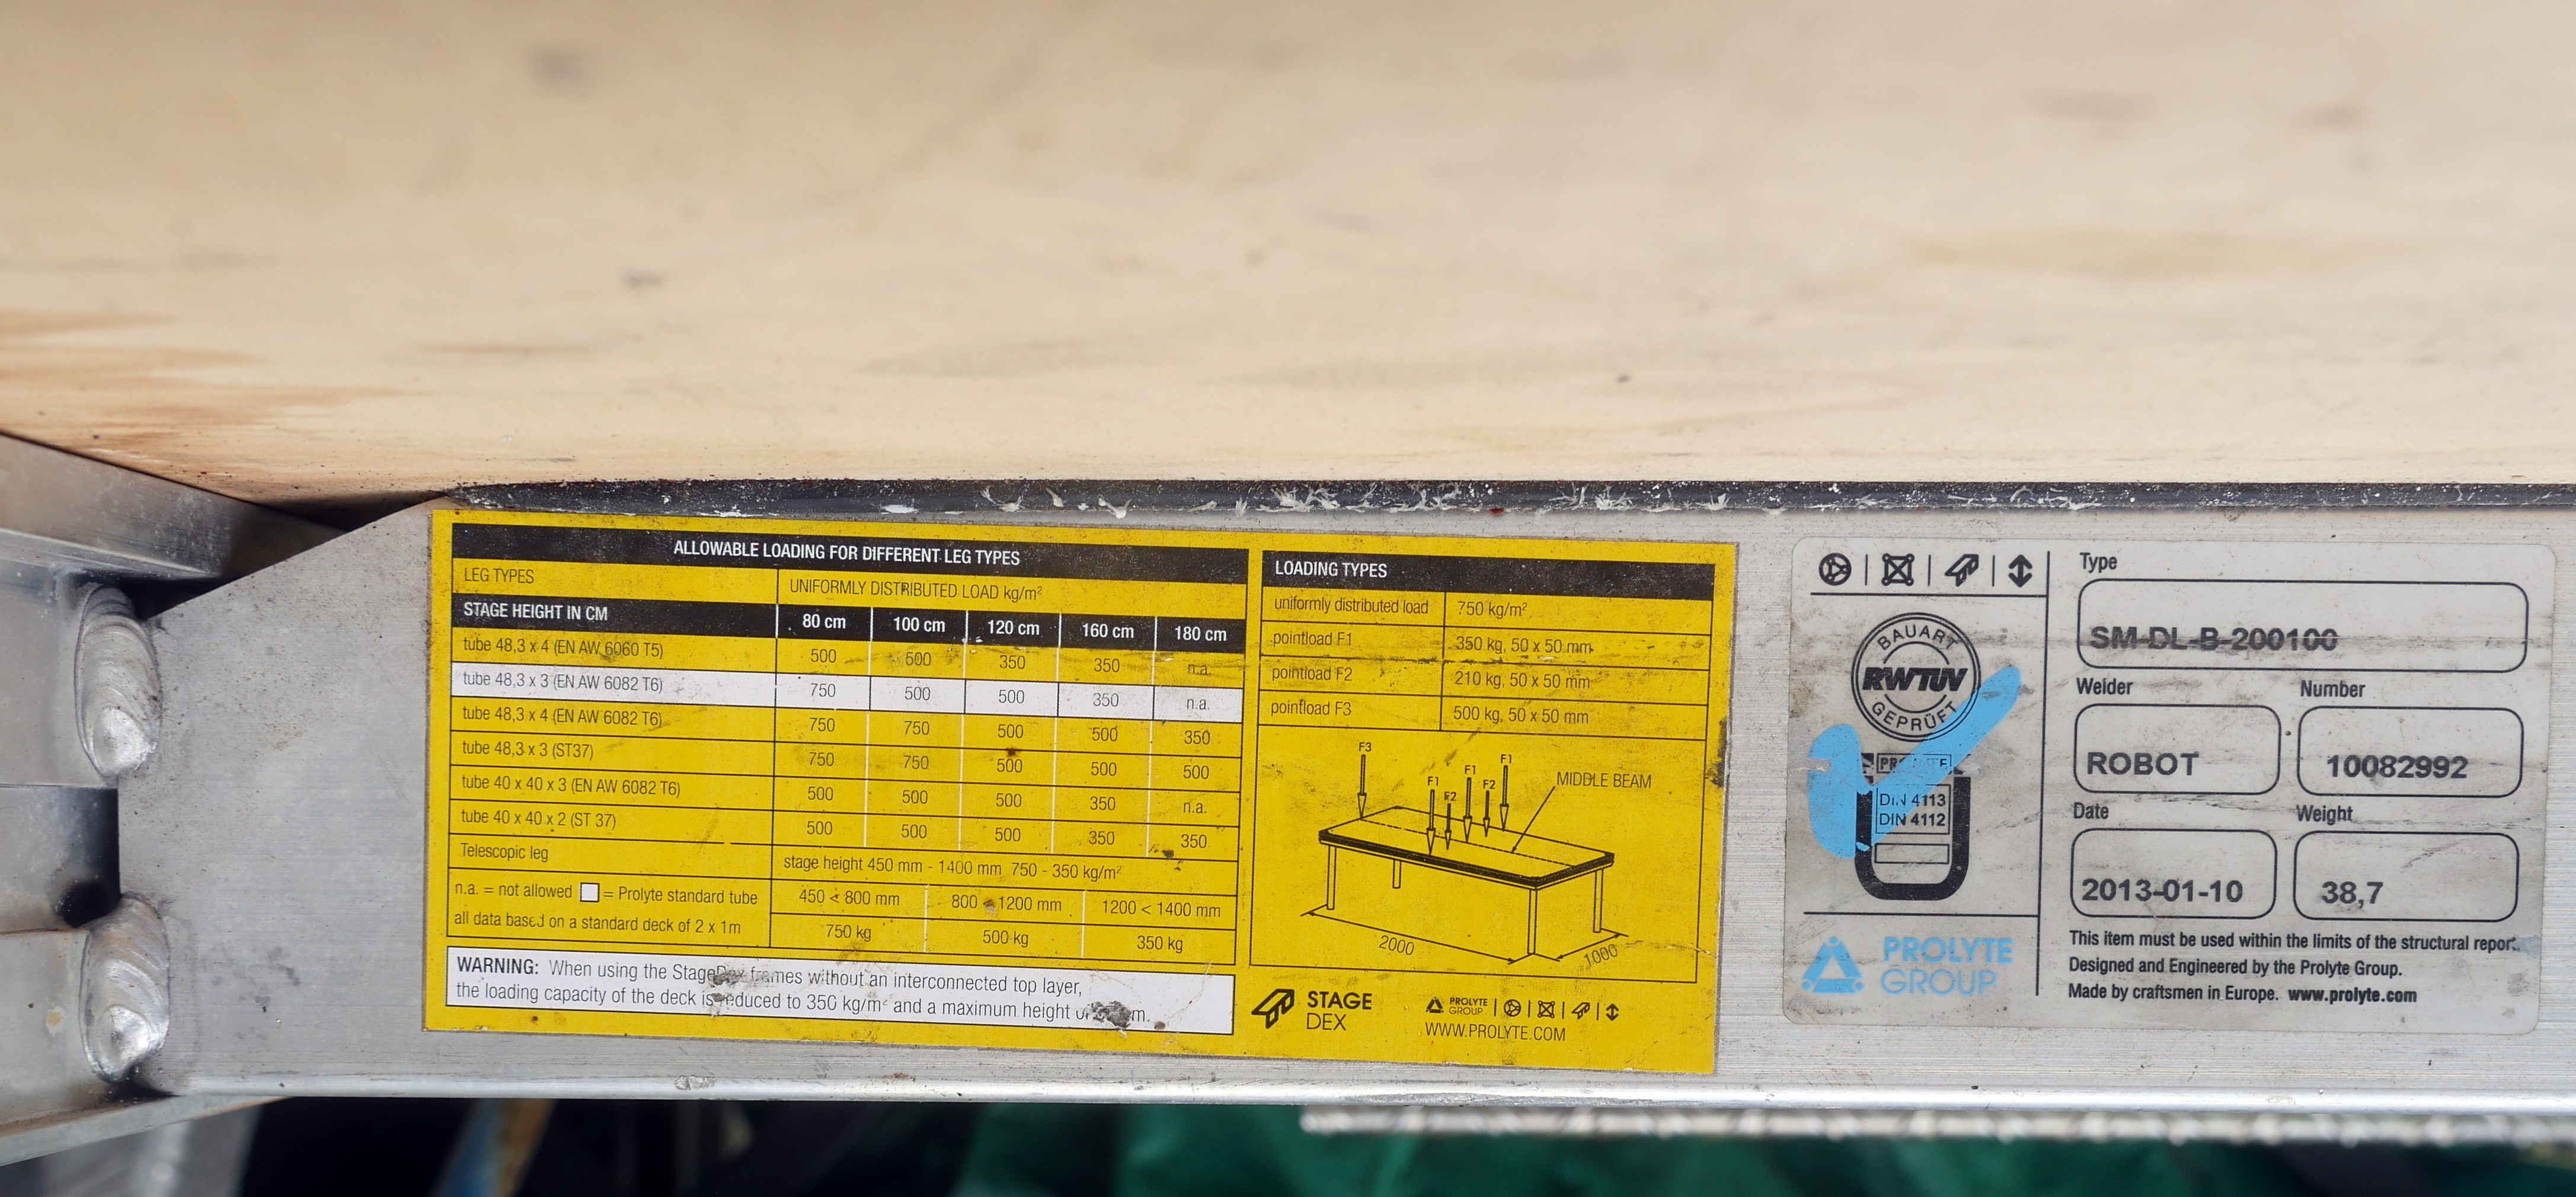 ALLOWABLE LOADING FOR DIFFERENT LEG TYPES
LEG TYPES UNIFORMLY DISTRIBUTED LOAD kg/m²
STAGE HEIGHT IN CM 80 cm 100 cm 120 cm 160 cm 180 cm
tube 48,3 x 4 (EN AW 6060 T5) 500 500 350 350 n.a.
tube 48,3 x 3 (EN AW 6082 T6) 750 500 500 350 n.a.
tube 48,3 x 4 (EN AW 6082 T6) 750 750 500 500 350
tube 48,3 x 3 (ST37) 750 750 500 500 500
tube 40 x 40 x 3 (EN AW 6082 T6) 500 500 500 350 n.a.
tube 40 x 40 x 2 (ST 37) 500 500 500 350 350
Telescopic leg stage height 450 mm - 1400 mm 750 - 350 kg/m²
n.a. = not allowed = Prolyte standard tube 450 < 800 mm 800 < 1200 mm 1200 < 1400 mm
all data based on a standard deck of 2 x 1m 750 kg 500 kg 350 kg
WARNING: When using the StageDex frames without an interconnected top layer,
the loading capacity of the deck is reduced to 350 kg/m² and a maximum height
LOADING TYPES
uniformly distributed load 750 kg/m²
pointload F1 350 kg, 50 x 50 mm
pointload F2 210 kg, 50 x 50 mm
pointload F3 500 kg, 50 x 50 mm
F3 F1 F2 F1 F2 F1
MIDDLE BEAM
2000 1000
STAGE
DEX
PROLYTE
GROUP
WWW.PROLYTE.COM
BAUART
RWTÜV
GEPRÜFT
DIN 4113
DIN 4112
PROLYTE
GROUP
Type
SM-DL-B-200100
Welder Number
ROBOT 10082992
Date Weight
2013-01-10 38,7
This item must be used within the limits of the structural report.
Designed and Engineered by the Prolyte Group.
Made by craftsmen in Europe. www.prolyte.com